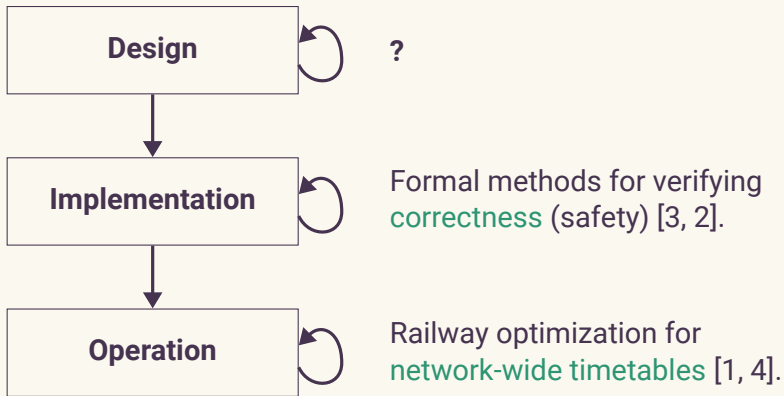 Design
?
Implementation
Formal methods for verifying
correctness (safety) [3, 2].
Operation
Railway optimization for
network-wide timetables [1, 4].